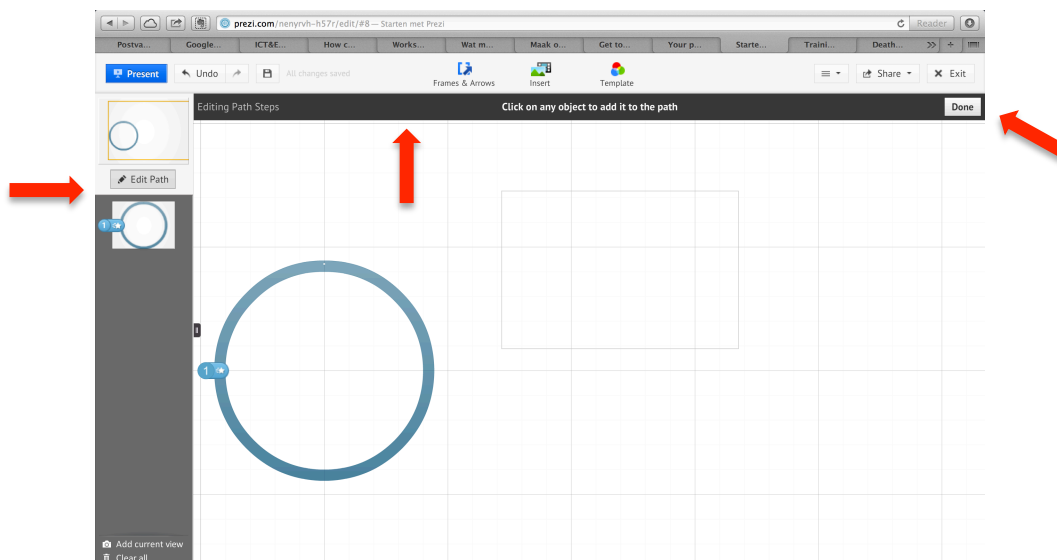 prezi.com/nenyrvh-h57r/edit/#8 — Starten met Prezi
Reader
Postva... Google... ICT&E... How c... Works... Wat m... Maak o... Get to... Your p... Starte... Traini... Death...
Present Undo All changes saved Frames & Arrows Insert Template Share Exit
Editing Path Steps Click on any object to add it to the path Done
Edit Path
1
1
Add current view
Clear all